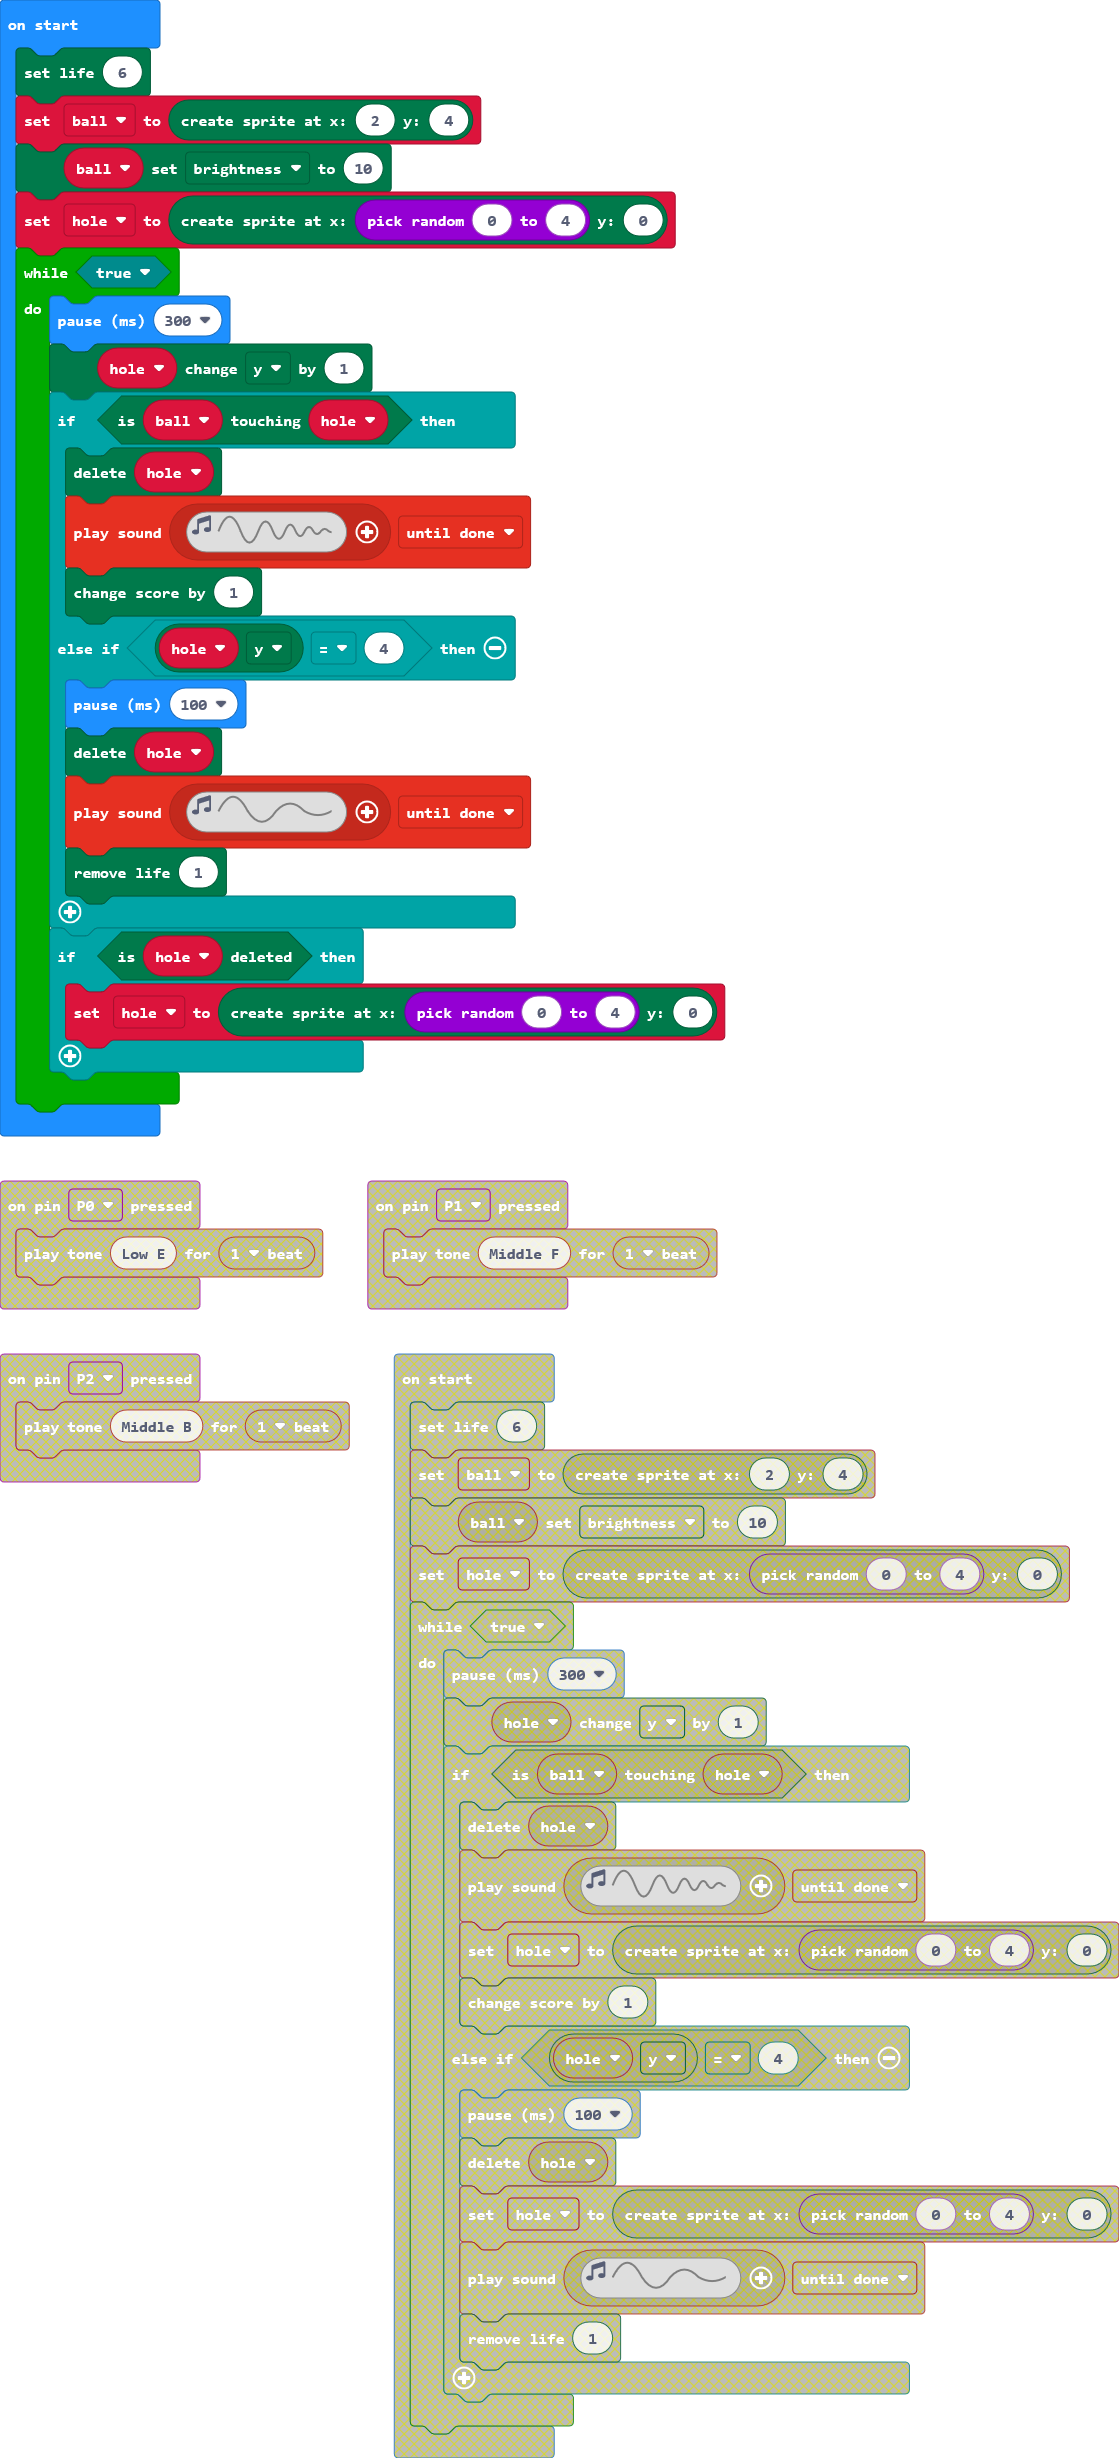 on start
set life 6
set ball to create sprite at x: 2 y: 4
ball set brightness to 10
set hole to create sprite at x: pick random 0 to 4 y: 0
while true
do
pause (ms) 300
hole change y by 1
if is ball touching hole then
delete hole
play sound until done
change score by 1
else if hole y = 4 then
pause (ms) 100
delete hole
play sound until done
remove life 1
if is hole deleted then
set hole to create sprite at x: pick random 0 to 4 y: 0
on pin P0 pressed
play tone Low E for 1 beat
on pin P1 pressed
play tone Middle F for 1 beat
on pin P2 pressed
play tone Middle B for 1 beat
on start
set life 6
set ball to create sprite at x: 2 y: 4
ball set brightness to 10
set hole to create sprite at x: pick random 0 to 4 y: 0
while true
do
pause (ms) 300
hole change y by 1
if is ball touching hole then
delete hole
play sound until done
set hole to create sprite at x: pick random 0 to 4 y: 0
change score by 1
else if hole y = 4 then
pause (ms) 100
delete hole
set hole to create sprite at x: pick random 0 to 4 y: 0
play sound until done
remove life 1